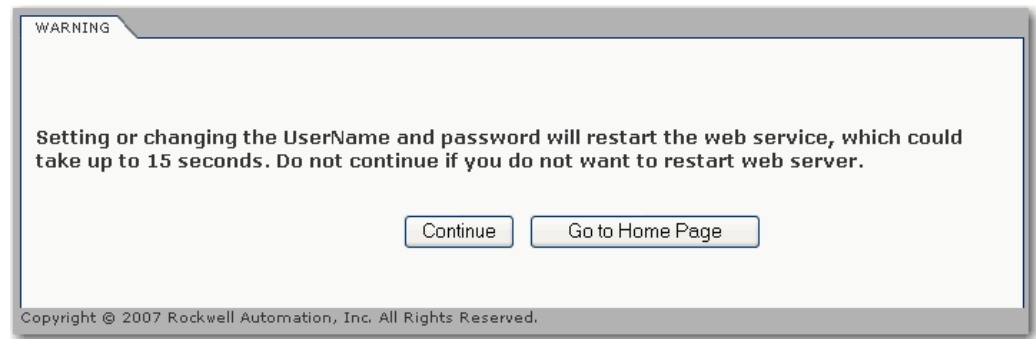 WARNING
Setting or changing the UserName and password will restart the web service, which could
take up to 15 seconds. Do not continue if you do not want to restart web server.
Continue Go to Home Page
Copyright © 2007 Rockwell Automation, Inc. All Rights Reserved.